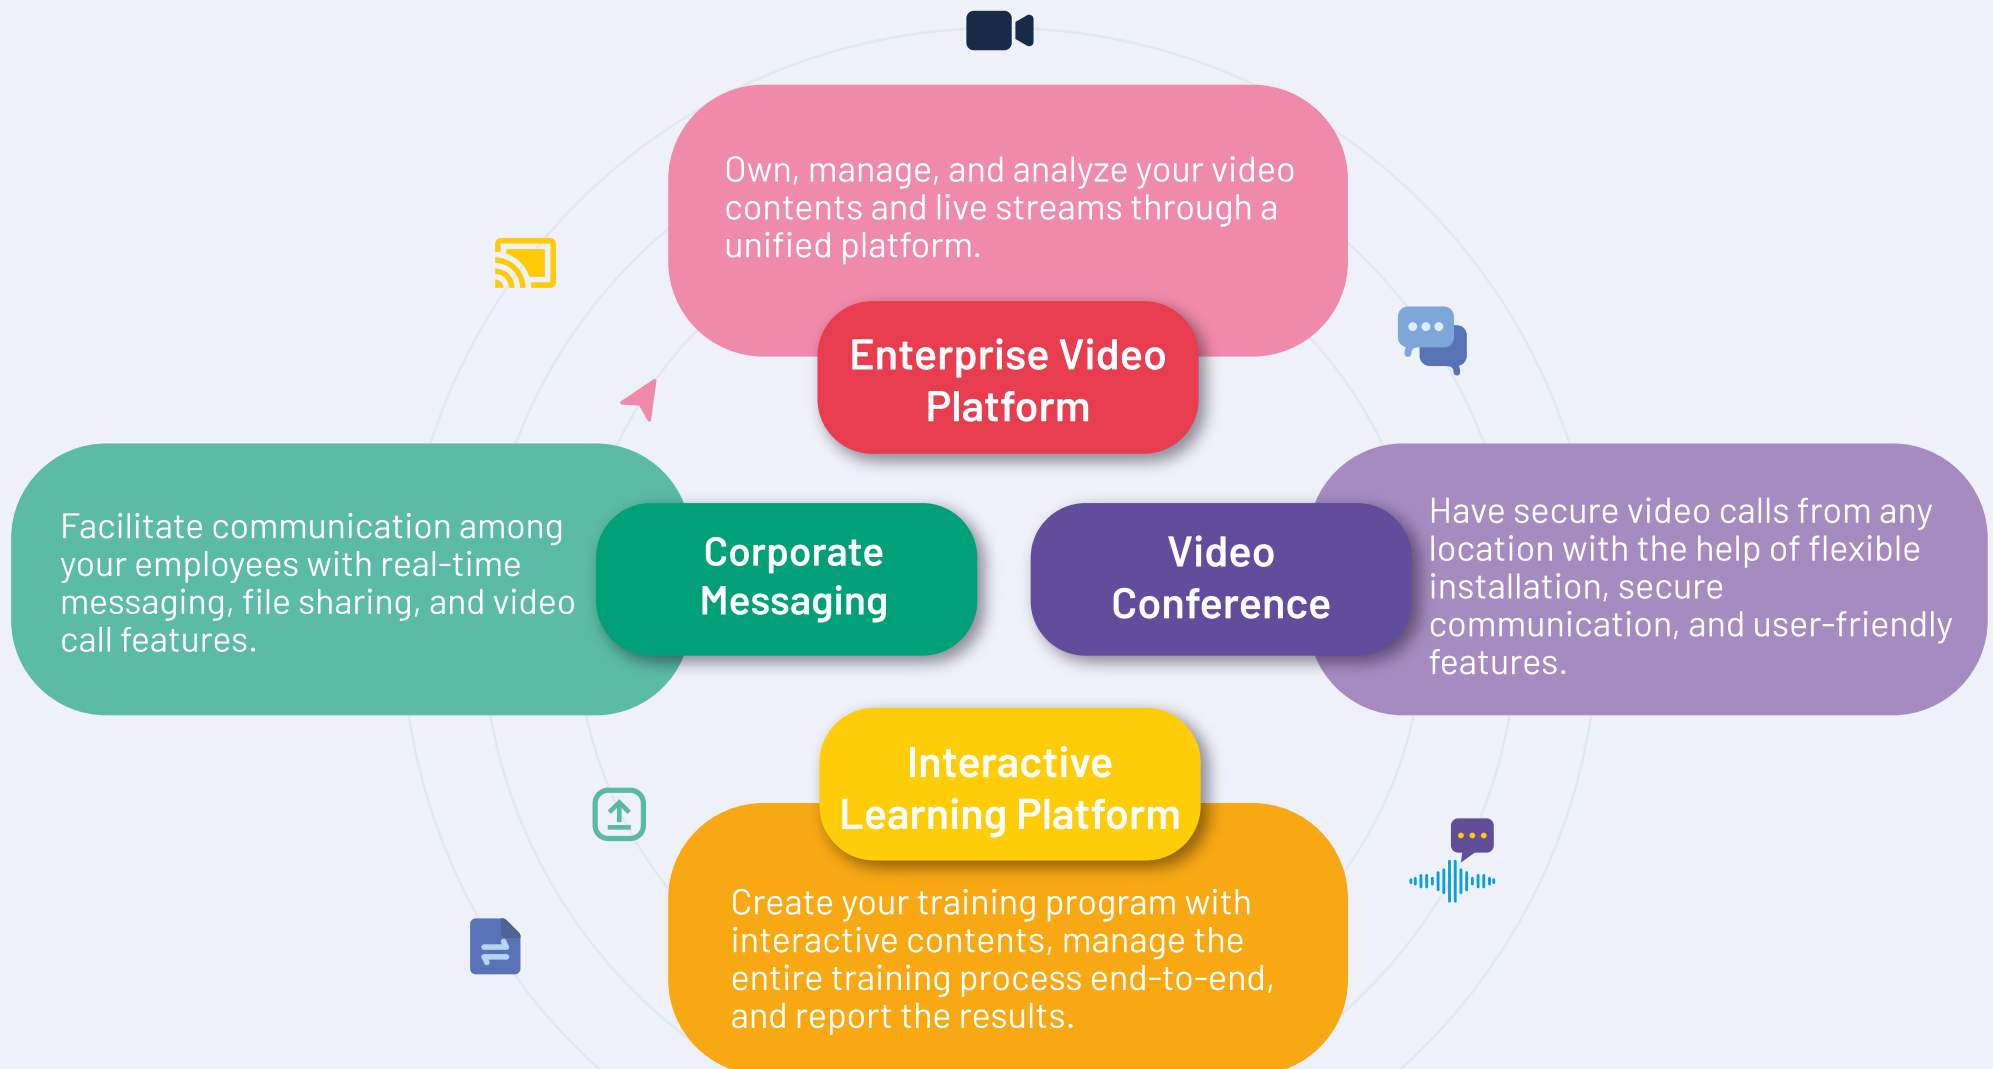 Own, manage, and analyze your video
contents and live streams through a
unified platform.
Enterprise Video
Platform
Facilitate communication among
your employees with real-time
messaging, file sharing, and video
call features.
Corporate
Messaging
Video
Conference
Have secure video calls from any
location with the help of flexible
installation, secure
communication, and user-friendly
features.
Interactive
Learning Platform
Create your training program with
interactive contents, manage the
entire training process end-to-end,
and report the results.